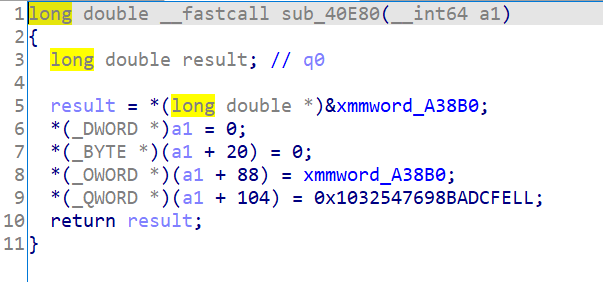 1 long double __fastcall sub_40E80(__int64 a1)
2 {
3   long double result; // q0
4
5   result = *(long double *)&xmmword_A38B0;
6   *(_DWORD *)a1 = 0;
7   *(_BYTE *)(a1 + 20) = 0;
8   *(_OWORD *)(a1 + 88) = xmmword_A38B0;
9   *(_QWORD *)(a1 + 104) = 0x1032547698BADCFELL;
10   return result;
11 }